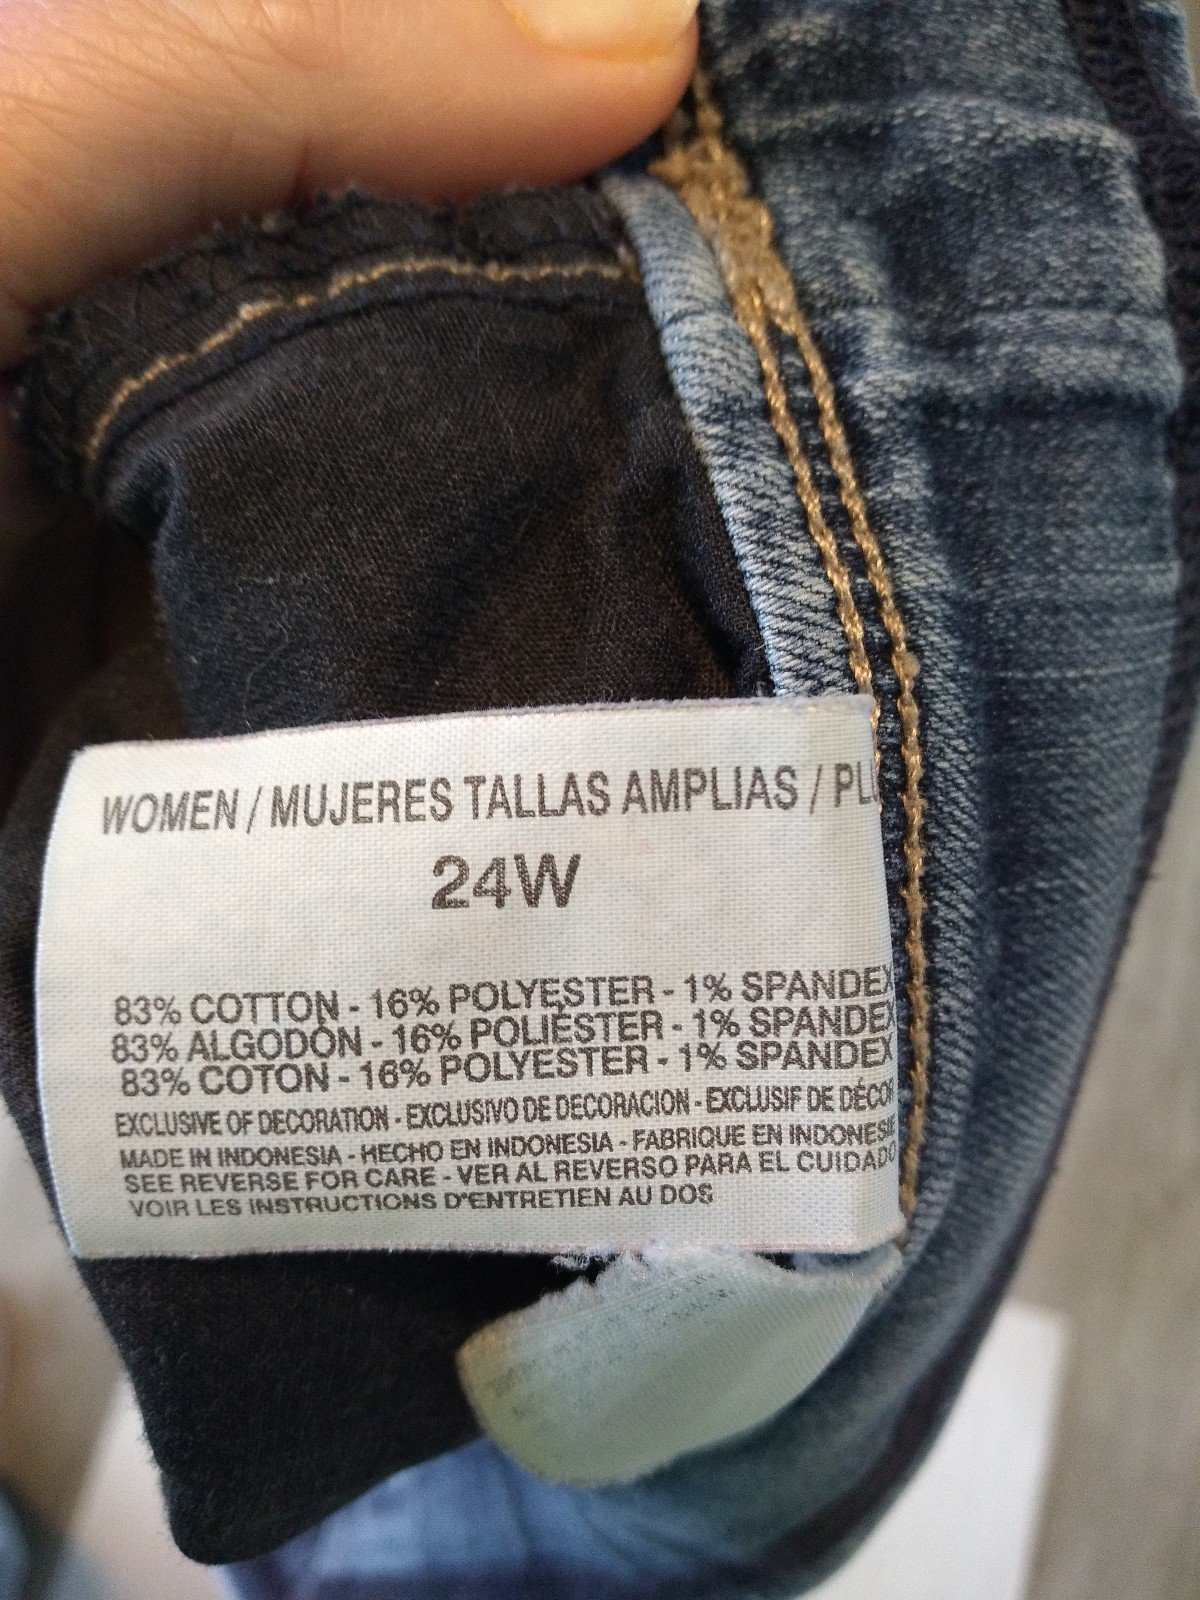 WOMEN / MUJERES TALLAS AMPLIAS /
24W
83% COTTON - 16% POLYESTER - 1% SPANDEX
83% ALGODÓN - 16% POLIÉSTER - 1% SPANDEX
83% COTON - 16% POLYESTER - 1% SPANDEX
EXCLUSIVE OF DECORATION - EXCLUSIVO DE DECORACION - EXCLUSIF DE DÉCOR
MADE IN INDONESIA - HECHO EN INDONESIA - FABRIQUE EN INDONESIE
SEE REVERSE FOR CARE - VER AL REVERSO PARA EL CUIDADO
VOIR LES INSTRUCTIONS D'ENTRETIEN AU DOS